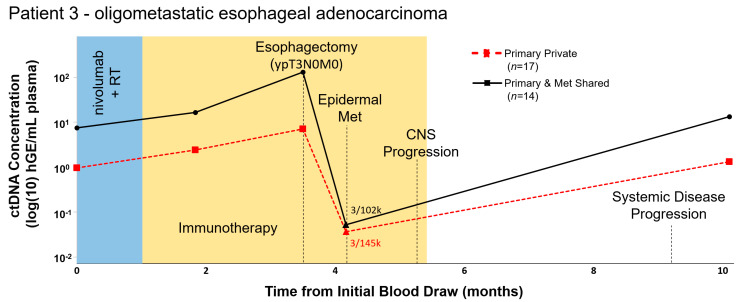 Patient 3 - oligometastatic esophageal adenocarcinoma
Esophagectomy
(ypT3N0M0)
Primary Private
(n=17)
Primary & Met Shared
(n=14)
nivolumab
+ RT
Epidermal
Met
CNS
Progression
Systemic Disease
Progression
Immunotherapy
3/102k
3/145k
ctDNA Concentration
(log(10) hGE/mL plasma)
10²
10¹
10⁰
10⁻¹
10⁻²
0 2 4 6 8 10
Time from Initial Blood Draw (months)